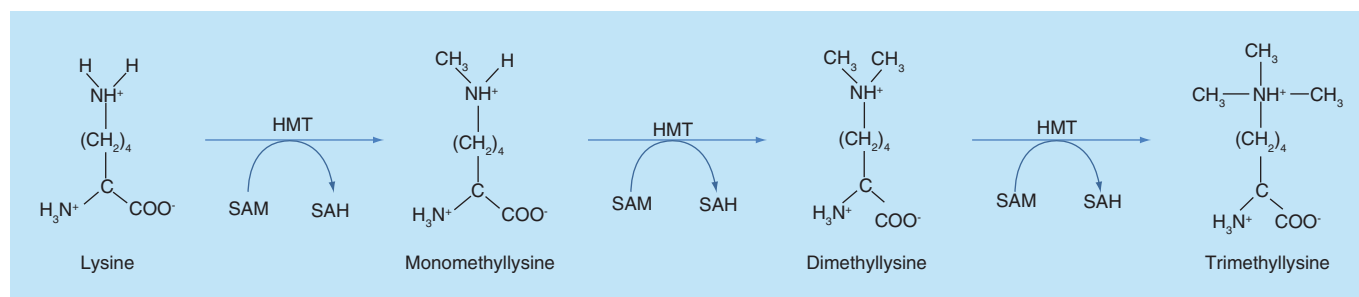 H H
NH+
(CH2)4
C
H3N+ COO-
Lysine
HMT
SAM SAH
CH3 H
NH+
(CH2)4
C
H3N+ COO-
Monomethyllysine
HMT
SAM SAH
CH3 CH3
NH+
(CH2)4
C
H3N+ COO-
Dimethyllysine
HMT
SAM SAH
CH3
CH3 NH+ CH3
(CH2)4
C
H3N+ COO-
Trimethyllysine